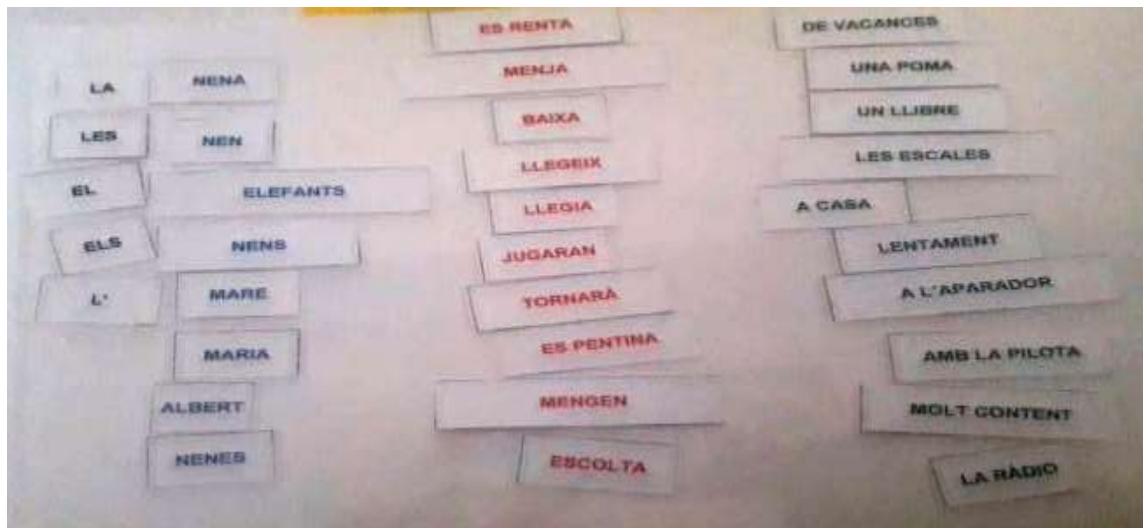 LA
LES
EL
ELS
L'
NENA
NEN
ELEFANTS
NENS
MARE
MARIA
ALBERT
NENES
ES RENTA
MENJA
BAIXA
LLEGEIX
LLEGIA
JUGARAN
TORNARÀ
ES PENTINA
MENGEN
ESCOLTA
DE VACANCES
UNA POMA
UN LLIBRE
LES ESCALES
A CASA
LENTAMENT
A L'APARADOR
AMB LA PILOTA
MOLT CONTENT
LA RÀDIO